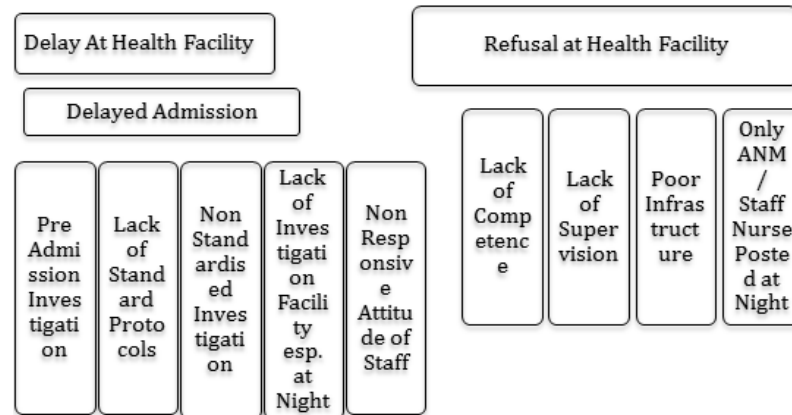 Delay At Health Facility
Refusal at Health Facility
Delayed Admission
Pre
Admi
ssion
Inves
tigati
on
Lack
of
Stand
ard
Proto
cols
Non
Stand
ardis
ed
Inves
tigati
on
Lack
of
Inves
tigati
on
Facili
ty
esp.
at
Night
Non
Resp
onsiv
e
Attitu
de of
Staff
Lack
of
Comp
etenc
e
Lack
of
Super
vision
Poor
Infras
truct
ure
Only
ANM
/
Staff
Nurse
Poste
d at
Night